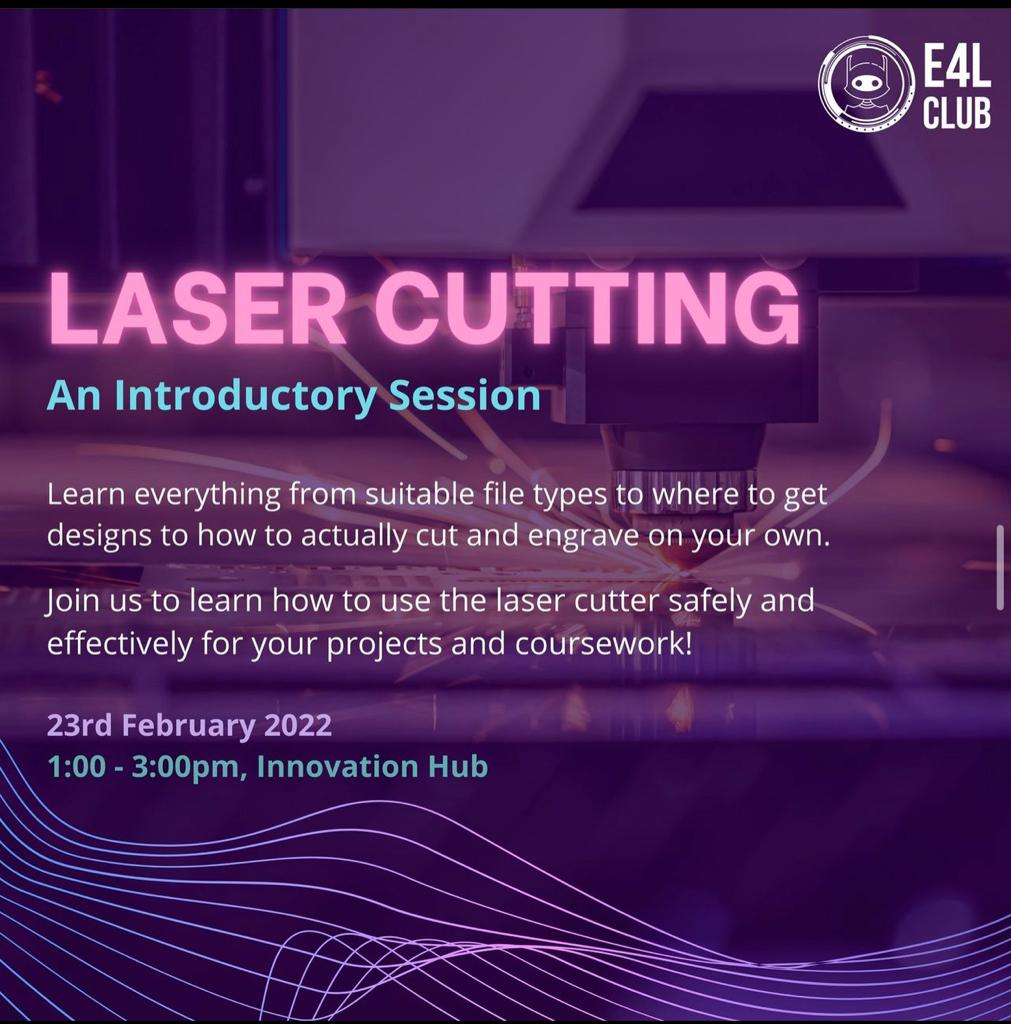 E4L
CLUB
LASER CUTTING
An Introductory Session
Learn everything from suitable file types to where to get
designs to how to actually cut and engrave on your own.
Join us to learn how to use the laser cutter safely and
effectively for your projects and coursework!
23rd February 2022
1:00 - 3:00pm, Innovation Hub